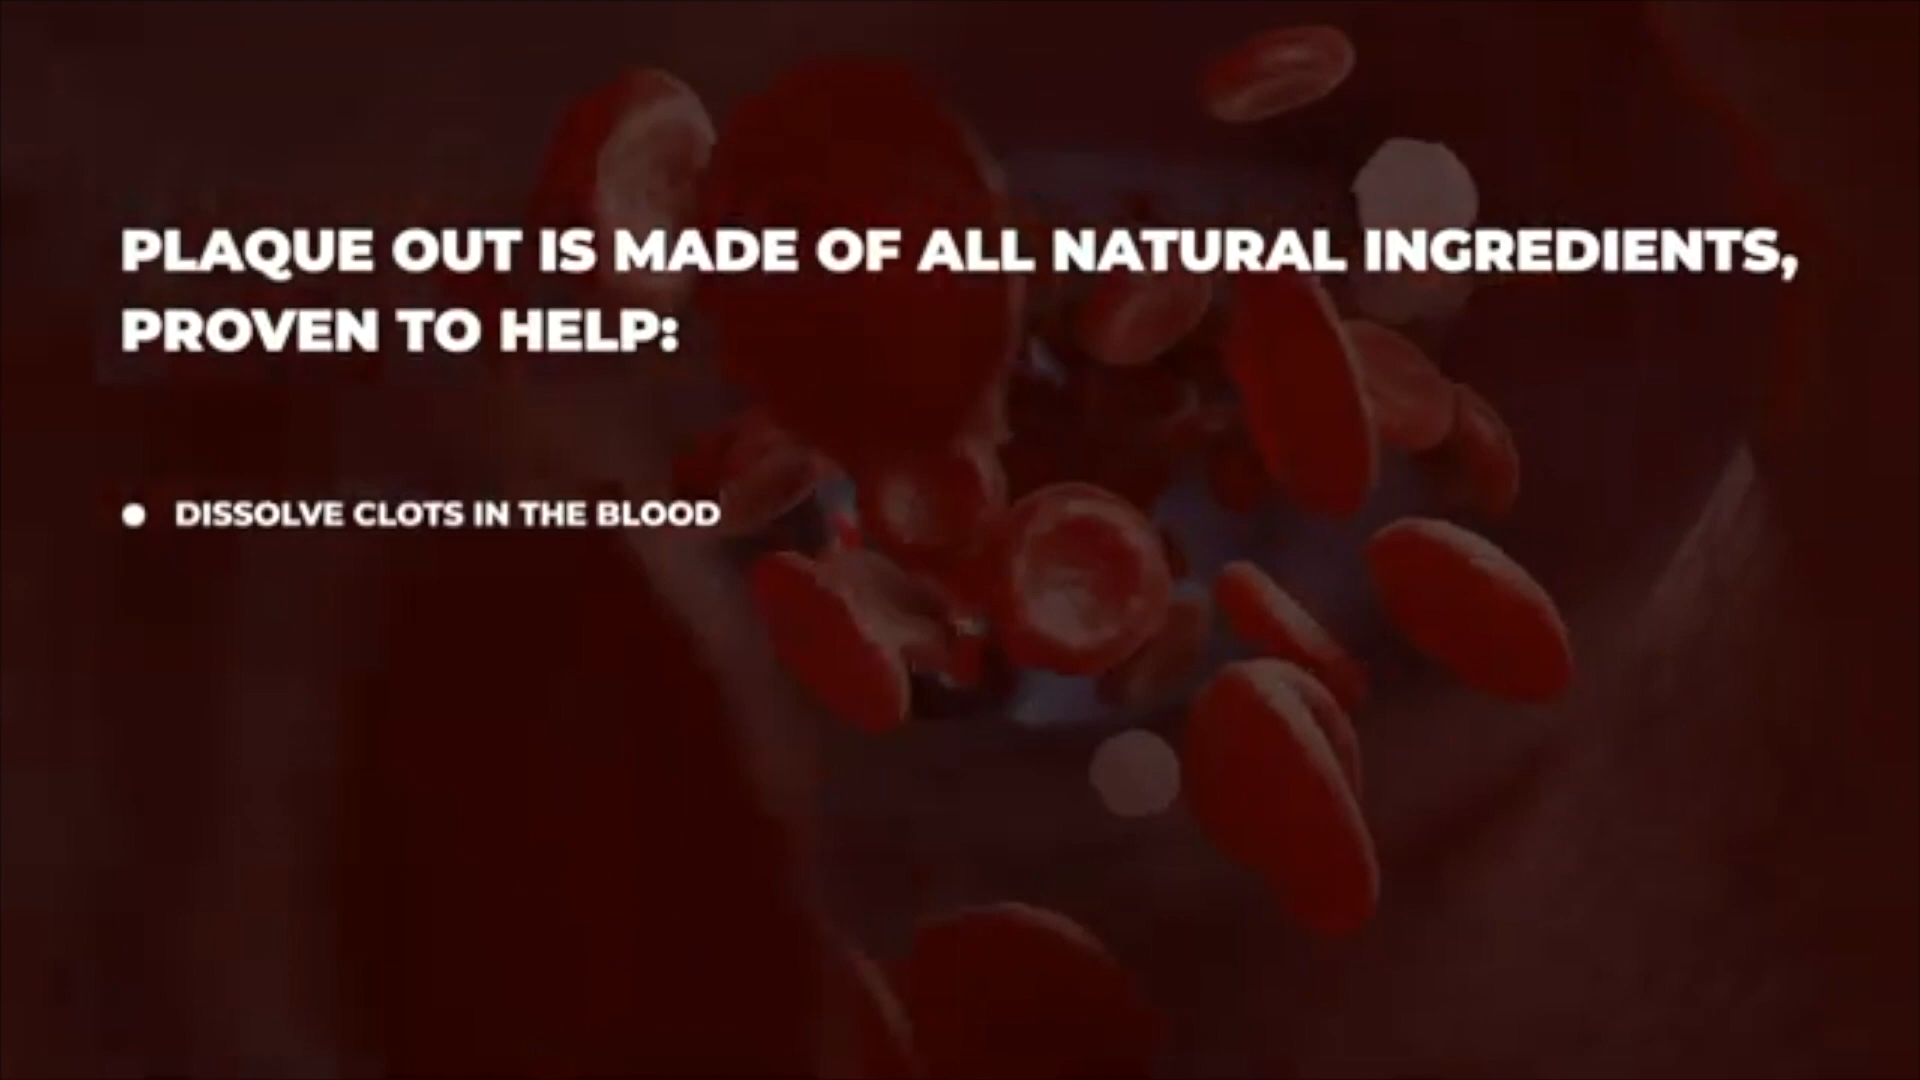 PLAQUE OUT IS MADE OF ALL NATURAL INGREDIENTS,
PROVEN TO HELP:
● DISSOLVE CLOTS IN THE BLOOD